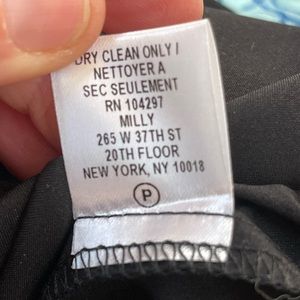 DRY CLEAN ONLY /
NETTOYER A
SEC SEULEMENT
RN 104297
MILLY
265 W 37TH ST
20TH FLOOR
NEW YORK, NY 10018
P